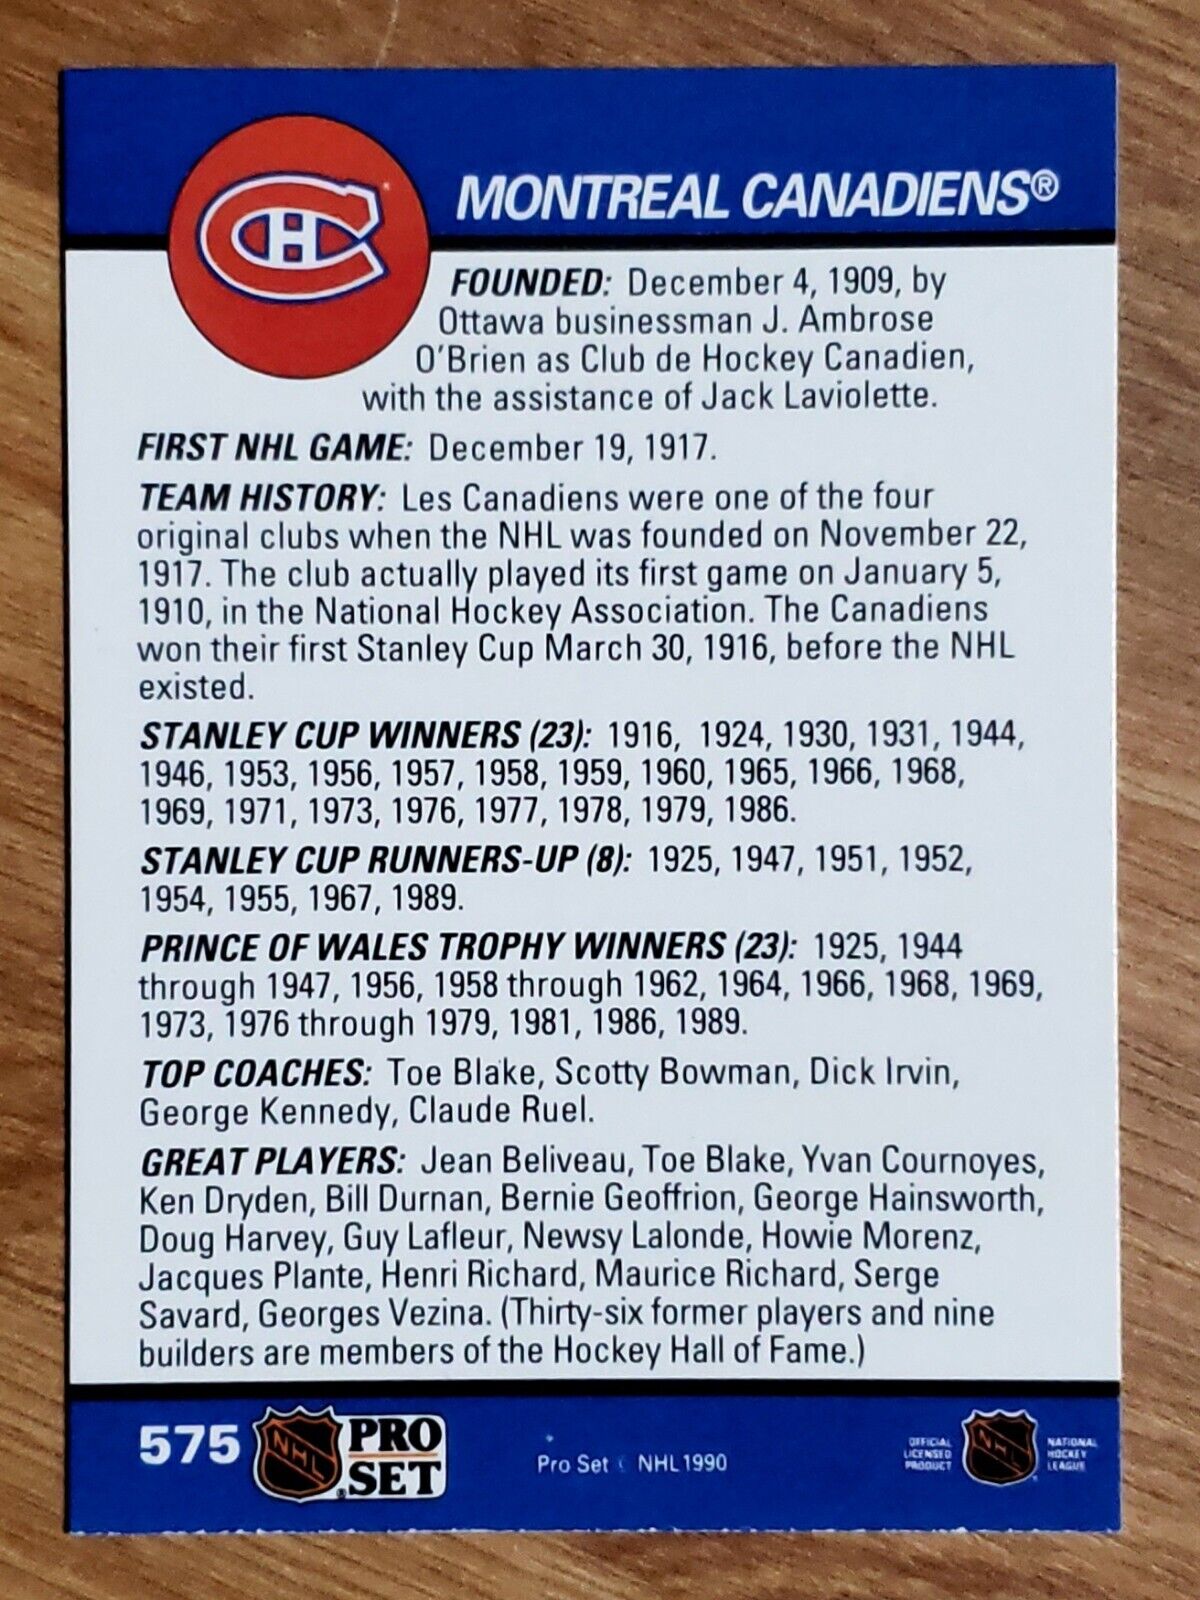 MONTREAL CANADIENS®
FOUNDED: December 4, 1909, by
Ottawa businessman J. Ambrose
O'Brien as Club de Hockey Canadien,
with the assistance of Jack Laviolette.
FIRST NHL GAME: December 19, 1917.
TEAM HISTORY: Les Canadiens were one of the four
original clubs when the NHL was founded on November 22,
1917. The club actually played its first game on January 5,
1910, in the National Hockey Association. The Canadiens
won their first Stanley Cup March 30, 1916, before the NHL
existed.
STANLEY CUP WINNERS (23): 1916, 1924, 1930, 1931, 1944,
1946, 1953, 1956, 1957, 1958, 1959, 1960, 1965, 1966, 1968,
1969, 1971, 1973, 1976, 1977, 1978, 1979, 1986.
STANLEY CUP RUNNERS-UP (8): 1925, 1947, 1951, 1952,
1954, 1955, 1967, 1989.
PRINCE OF WALES TROPHY WINNERS (23): 1925, 1944
through 1947, 1956, 1958 through 1962, 1964, 1966, 1968, 1969,
1973, 1976 through 1979, 1981, 1986, 1989.
TOP COACHES: Toe Blake, Scotty Bowman, Dick Irvin,
George Kennedy, Claude Ruel.
GREAT PLAYERS: Jean Beliveau, Toe Blake, Yvan Cournoyes,
Ken Dryden, Bill Durnan, Bernie Geoffrion, George Hainsworth,
Doug Harvey, Guy Lafleur, Newsy Lalonde, Howie Morenz,
Jacques Plante, Henri Richard, Maurice Richard, Serge
Savard, Georges Vezina. (Thirty-six former players and nine
builders are members of the Hockey Hall of Fame.)
575
NHL
PRO
SET
Pro Set © NHL 1990
OFFICIAL
LICENSED
PRODUCT
NHL
NATIONAL
HOCKEY
LEAGUE